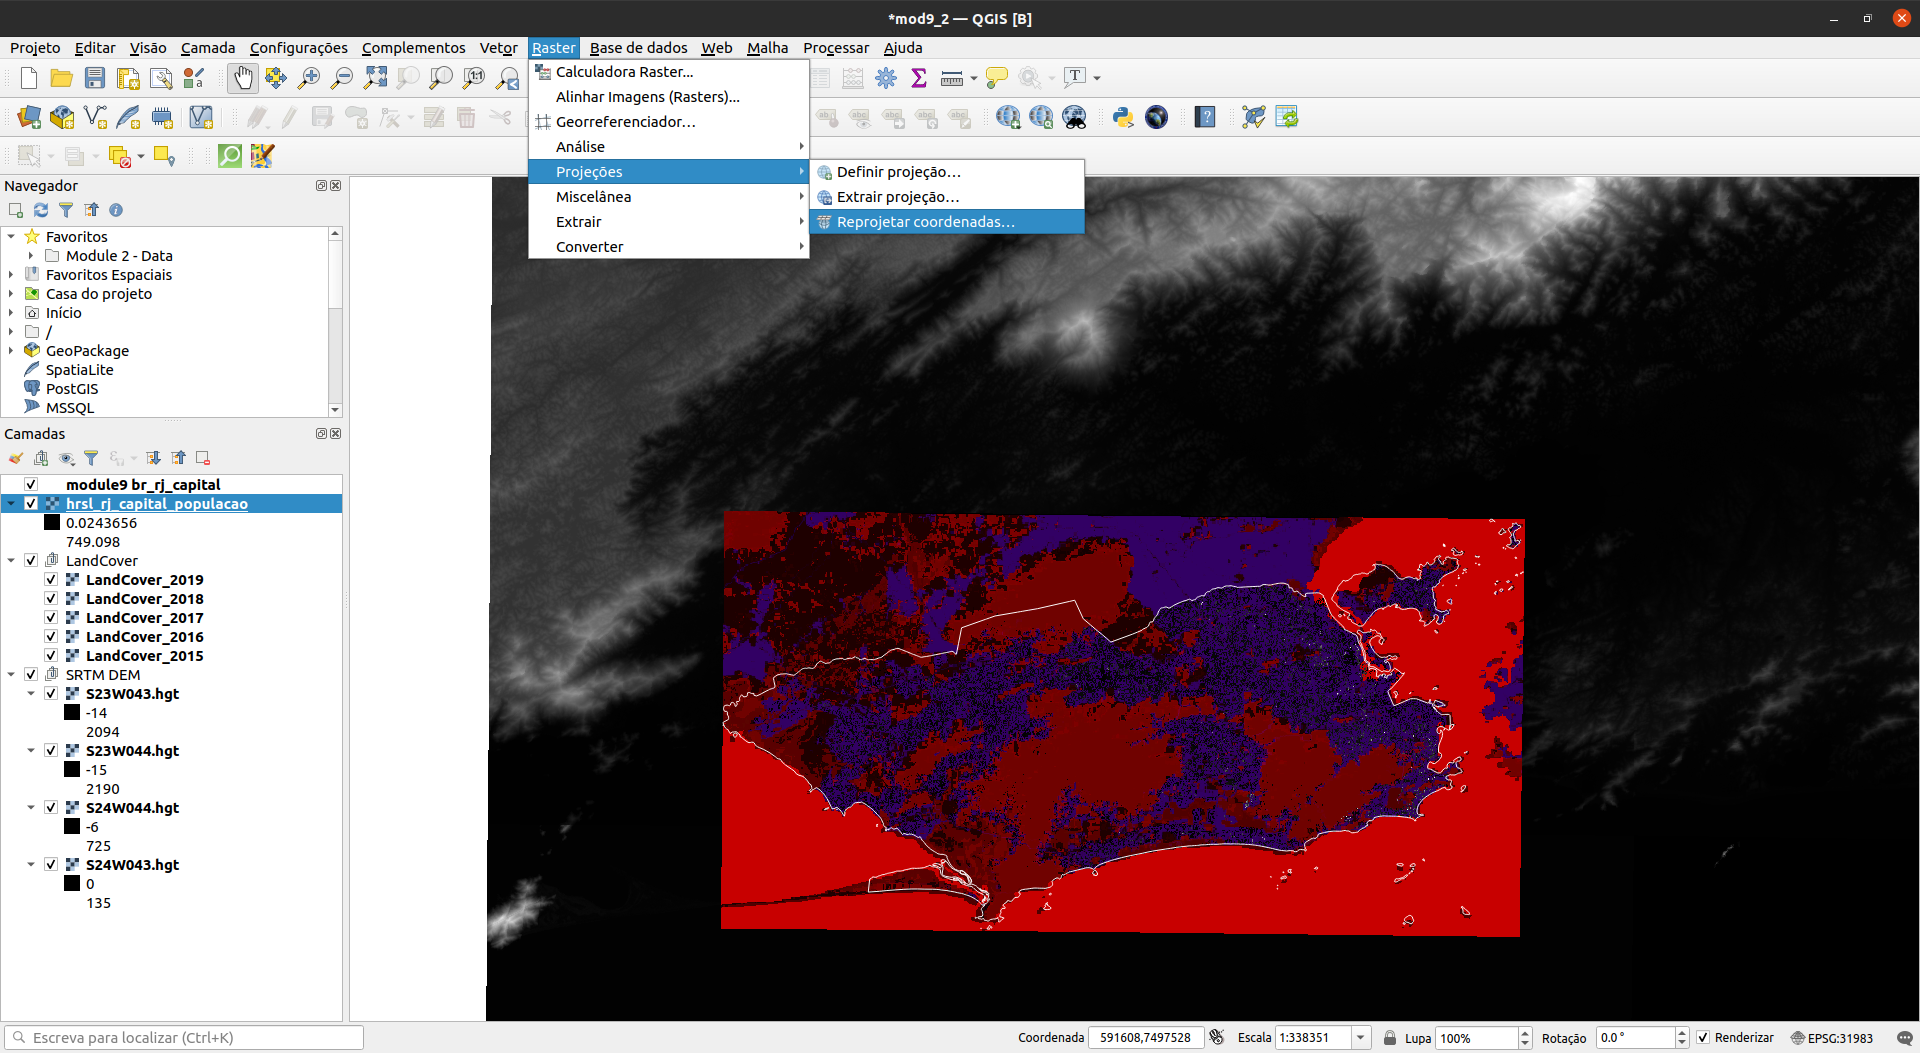 *mod9_2 — QGIS [B]
Projeto Editar Visão Camada Configurações Complementos Vetor Raster Base de dados Web Malha Processar Ajuda
Calculadora Raster...
Alinhar Imagens (Rasters)...
Georreferenciador...
Análise
Projeções
Miscelânea
Extrair
Converter
Definir projeção...
Extrair projeção...
Reprojetar coordenadas...
Navegador
Favoritos
Module 2 - Data
Favoritos Espaciais
Casa do projeto
Início
/
GeoPackage
SpatiaLite
PostGIS
MSSQL
Camadas
module9 br_rj_capital
hrsl_rj_capital_populacao
0.0243656
749.098
LandCover
LandCover_2019
LandCover_2018
LandCover_2017
LandCover_2016
LandCover_2015
SRTM DEM
S23W043.hgt
-14
2094
S23W044.hgt
-15
2190
S24W044.hgt
-6
725
S24W043.hgt
0
135
Escreva para localizar (Ctrl+K)
Coordenada 591608,7497528 Escala 1:338351 Lupa 100% Rotação 0.0 ° Renderizar EPSG:31983